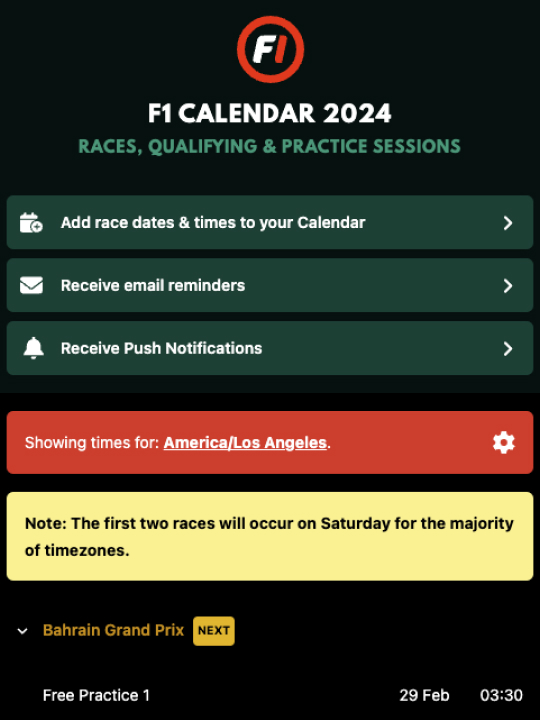 F1
F1 CALENDAR 2024
RACES, QUALIFYING & PRACTICE SESSIONS
Add race dates & times to your Calendar
Receive email reminders
Receive Push Notifications
Showing times for: America/Los Angeles.
Note: The first two races will occur on Saturday for the majority
of timezones.
Bahrain Grand Prix NEXT
Free Practice 1 29 Feb 03:30